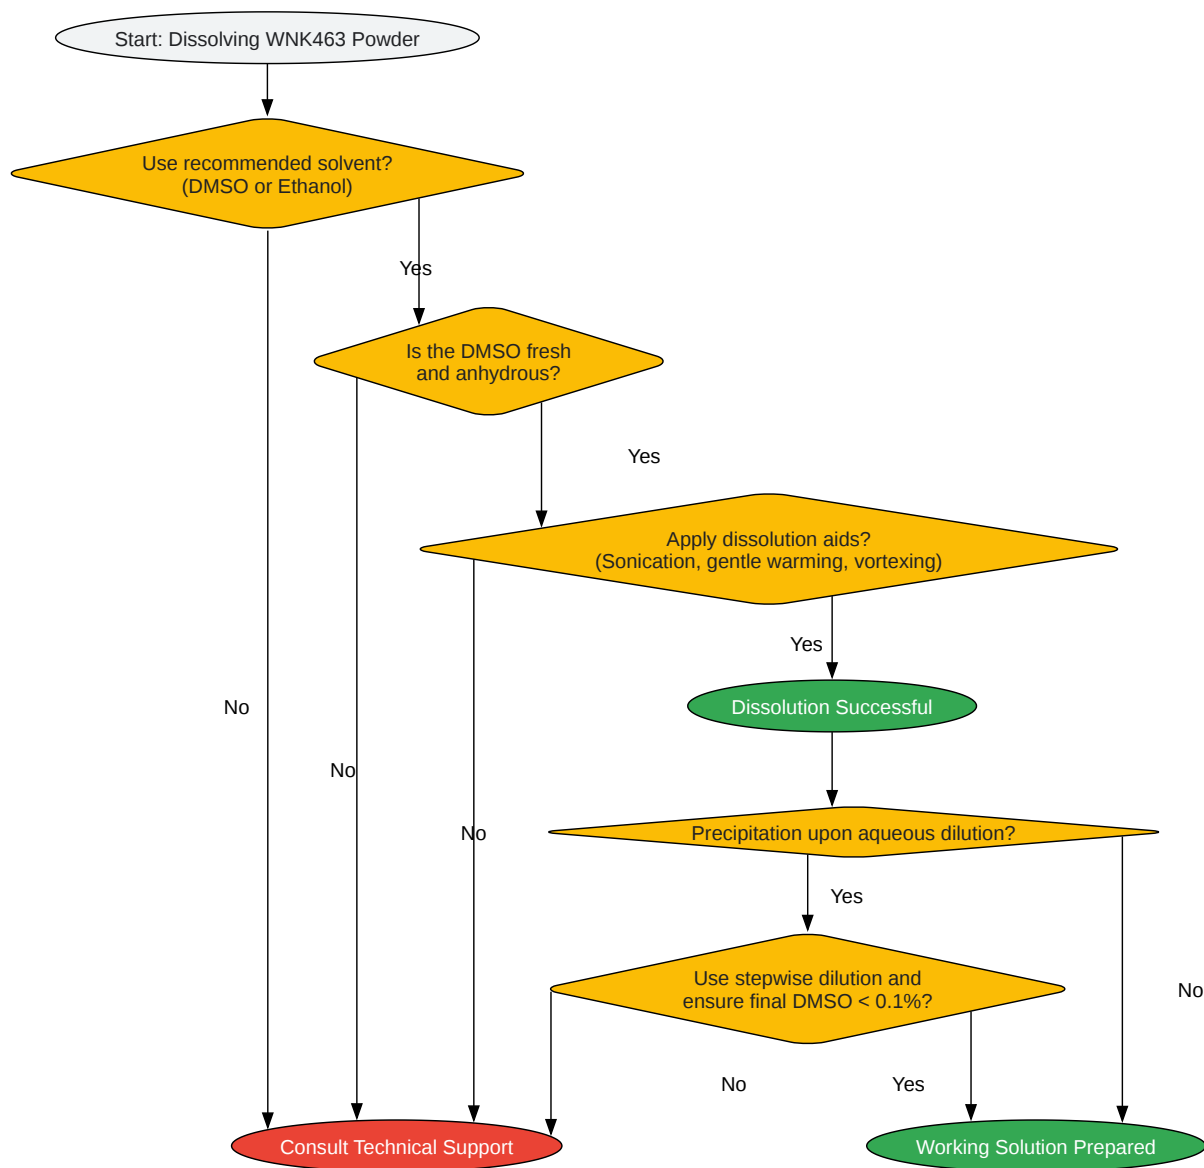 Start: Dissolving WNK463 Powder
Use recommended solvent?
(DMSO or Ethanol)
Yes
Is the DMSO fresh
and anhydrous?
Yes
Apply dissolution aids?
(Sonication, gentle warming, vortexing)
Yes
No
Dissolution Successful
No
No
Precipitation upon aqueous dilution?
Yes
Use stepwise dilution and
ensure final DMSO < 0.1%?
No
No
Yes
Consult Technical Support
Working Solution Prepared